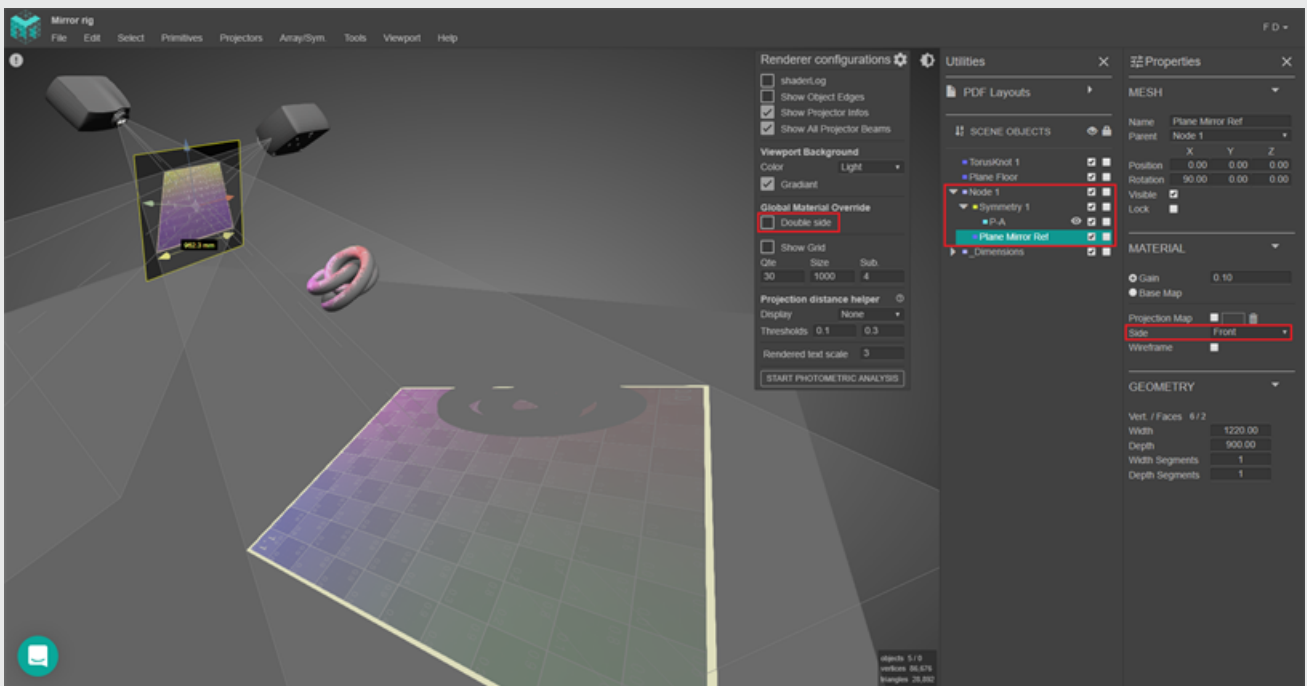 Mirror rig
File Edit Select Primitives Projectors Array/Sym. Tools Viewport Help
F D
Renderer configurations
shaderLog
Show Object Edges
Show Projector Infos
Show All Projector Beams
Viewport Background
Color Light
Gradiant
Global Material Override
Double side
Show Grid
Qte Size Sub.
30 1000 4
Projection distance helper
Display None
Thresholds 0.1 0.3
Rendered text scale 3
START PHOTOMETRIC ANALYSIS
962.3 mm
objects 5 / 0
vertices 86,676
triangles 28,892
Utilities
PDF Layouts
SCENE OBJECTS
TorusKnot 1
Plane Floor
Node 1
Symmetry 1
P-A
Plane Mirror Ref
_Dimensions
Properties
MESH
Name Plane Mirror Ref
Parent Node 1
X Y Z
Position 0.00 0.00 0.00
Rotation 90.00 0.00 0.00
Visible
Lock
MATERIAL
Gain 0.10
Base Map
Projection Map
Side Front
Wireframe
GEOMETRY
Vert. / Faces 6 / 2
Width 1220.00
Depth 900.00
Width Segments 1
Depth Segments 1